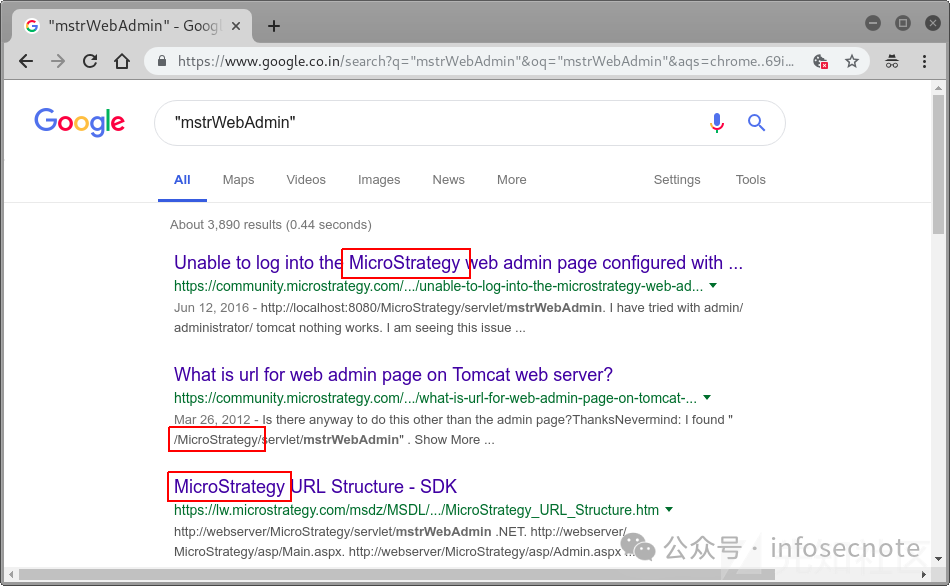 "mstrWebAdmin" - Goog
https://www.google.co.in/search?q="mstrWebAdmin"&oq="mstrWebAdmin"&aqs=chrome..69i...
Google
"mstrWebAdmin"
All Maps Videos Images News More Settings Tools
About 3,890 results (0.44 seconds)
Unable to log into the MicroStrategy web admin page configured with ...
https://community.microstrategy.com/.../unable-to-log-into-the-microstrategy-web-ad...
Jun 12, 2016 - http://localhost:8080/MicroStrategy/servlet/mstrWebAdmin. I have tried with admin/
administrator/ tomcat nothing works. I am seeing this issue ...
What is url for web admin page on Tomcat web server?
https://community.microstrategy.com/.../what-is-url-for-web-admin-page-on-tomcat-...
Mar 26, 2012 - Is there anyway to do this other than the admin page?ThanksNevermind: I found "
/MicroStrategy/servlet/mstrWebAdmin" . Show More ...
MicroStrategy URL Structure - SDK
https://lw.microstrategy.com/msdz/MSDL/.../MicroStrategy_URL_Structure.htm
http://webserver/MicroStrategy/servlet/mstrWebAdmin .NET. http://webserver/
MicroStrategy/asp/Main.aspx. http://webserver/MicroStrategy/asp/Admin.aspx ...
公众号 · infosecnote